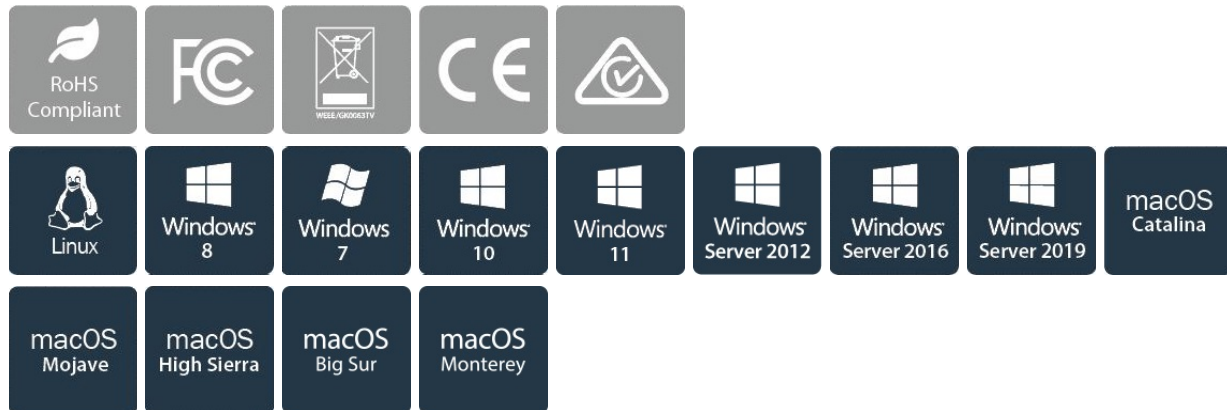 RoHS
Compliant
FC
WEEE/GK0063TV
CE
Linux
Windows
8
Windows
7
Windows
10
Windows
11
Windows
Server 2012
Windows
Server 2016
Windows
Server 2019
macOS
Catalina
macOS
Mojave
macOS
High Sierra
macOS
Big Sur
macOS
Monterey